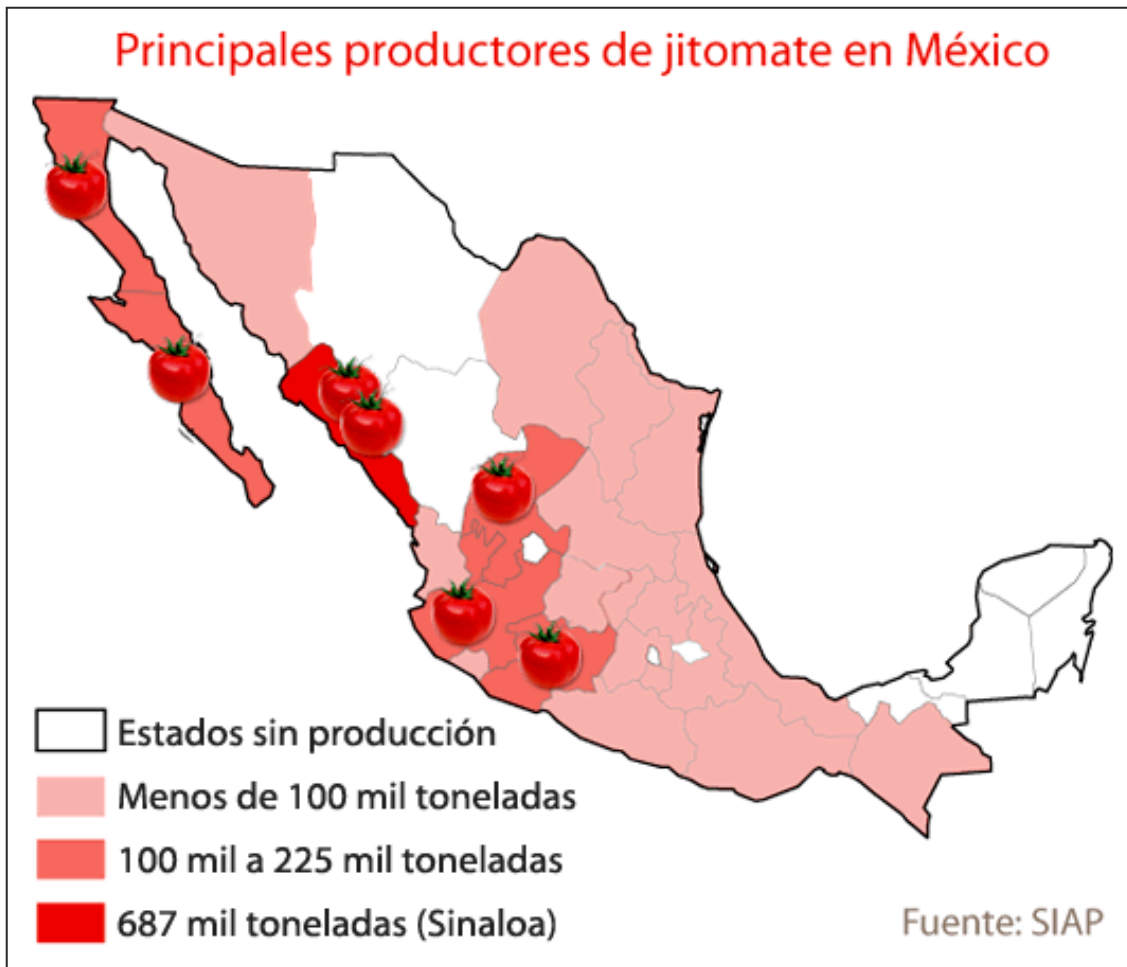 Principales productores de jitomate en México
Estados sin producción
Menos de 100 mil toneladas
100 mil a 225 mil toneladas
687 mil toneladas (Sinaloa)
Fuente: SIAP